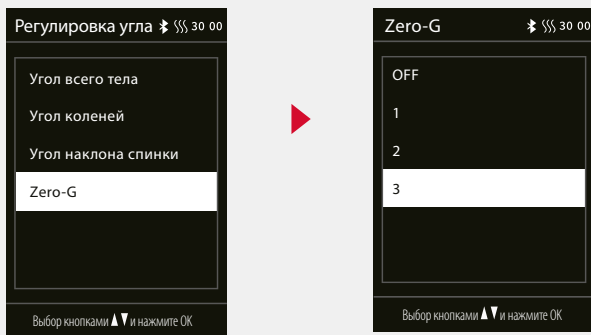 Регулировка угла 30 00
Угол всего тела
Угол коленей
Угол наклона спинки
Zero-G
Выбор кнопками ▲▼ и нажмите OK
Zero-G 30 00
OFF
1
2
3
Выбор кнопками ▲▼ и нажмите OK